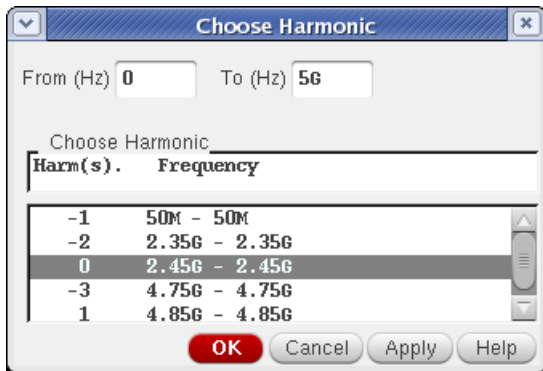 Choose Harmonic
From (Hz) 0 To (Hz) 5G
Choose Harmonic
Harm(s). Frequency
-1 50M - 50M
-2 2.35G - 2.35G
0 2.45G - 2.45G
-3 4.75G - 4.75G
1 4.85G - 4.85G
OK Cancel Apply Help